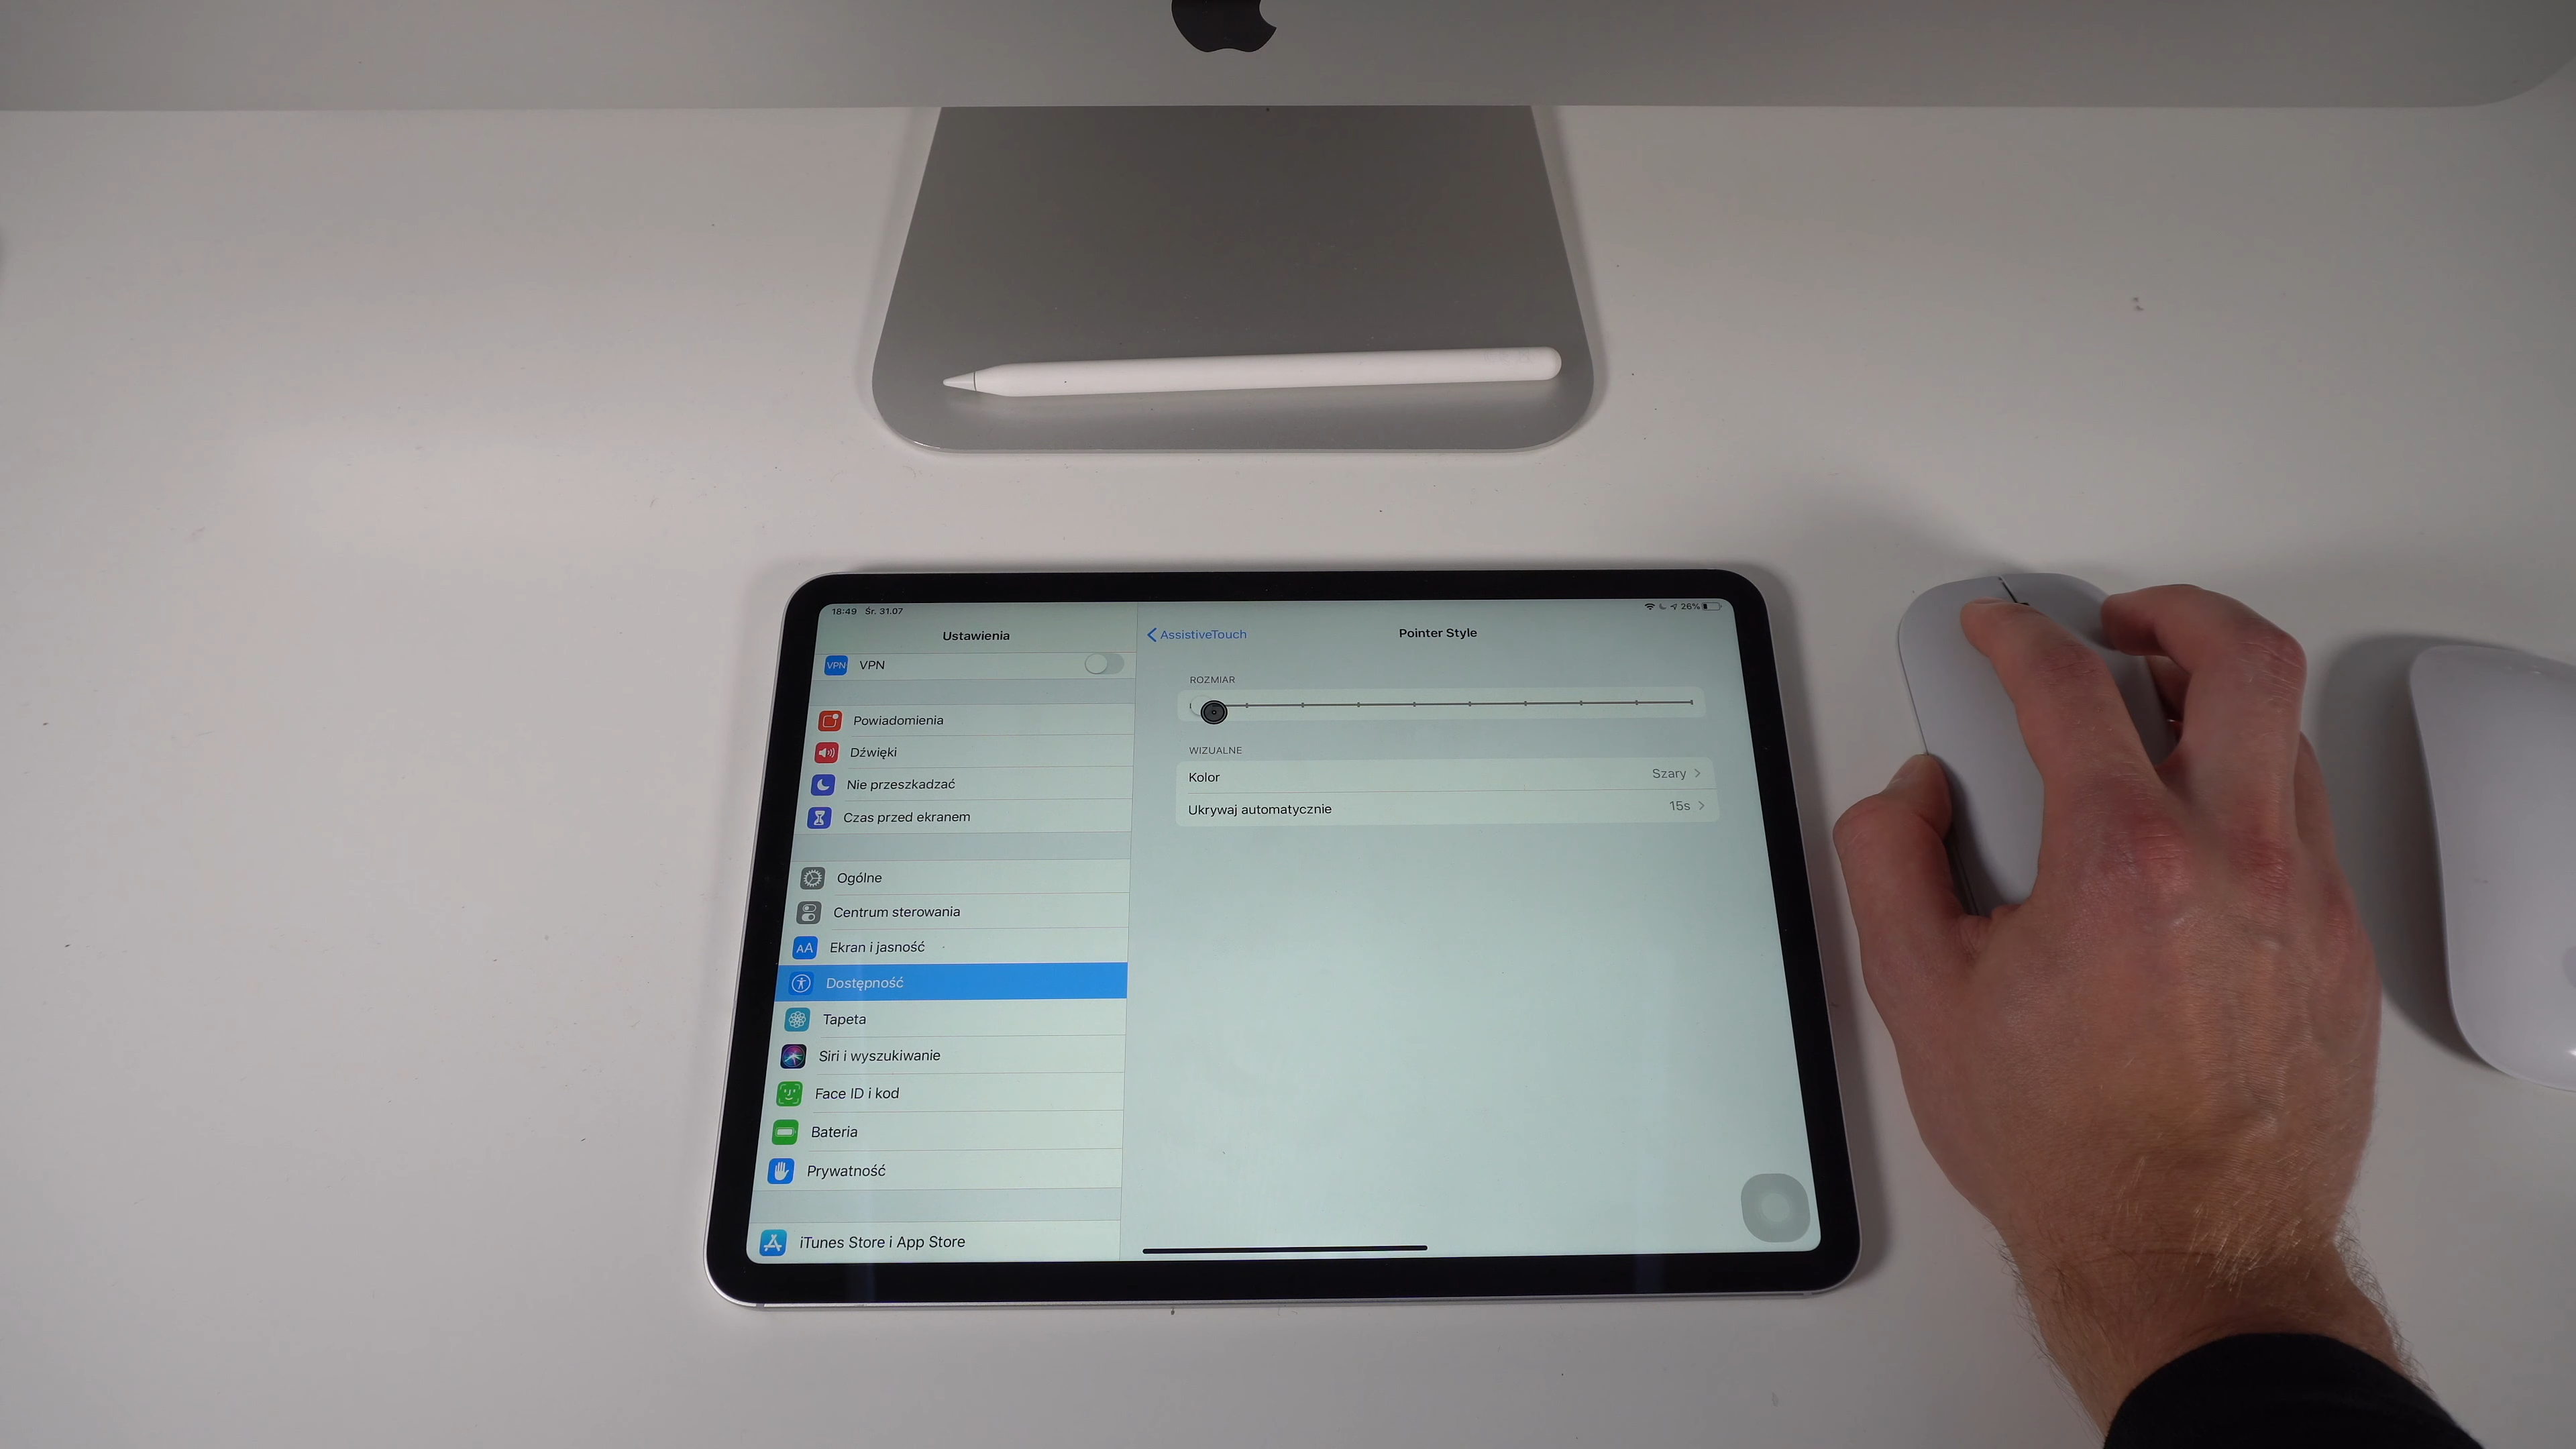 18:49 Śr. 31.07
26%
Ustawienia
VPN VPN
Powiadomienia
Dźwięki
Nie przeszkadzać
Czas przed ekranem
Ogólne
Centrum sterowania
AA Ekran i jasność
Dostępność
Tapeta
Siri i wyszukiwanie
Face ID i kod
Bateria
Prywatność
iTunes Store i App Store
AssistiveTouch
Pointer Style
ROZMIAR
WIZUALNE
Kolor Szary
Ukrywaj automatycznie 15s